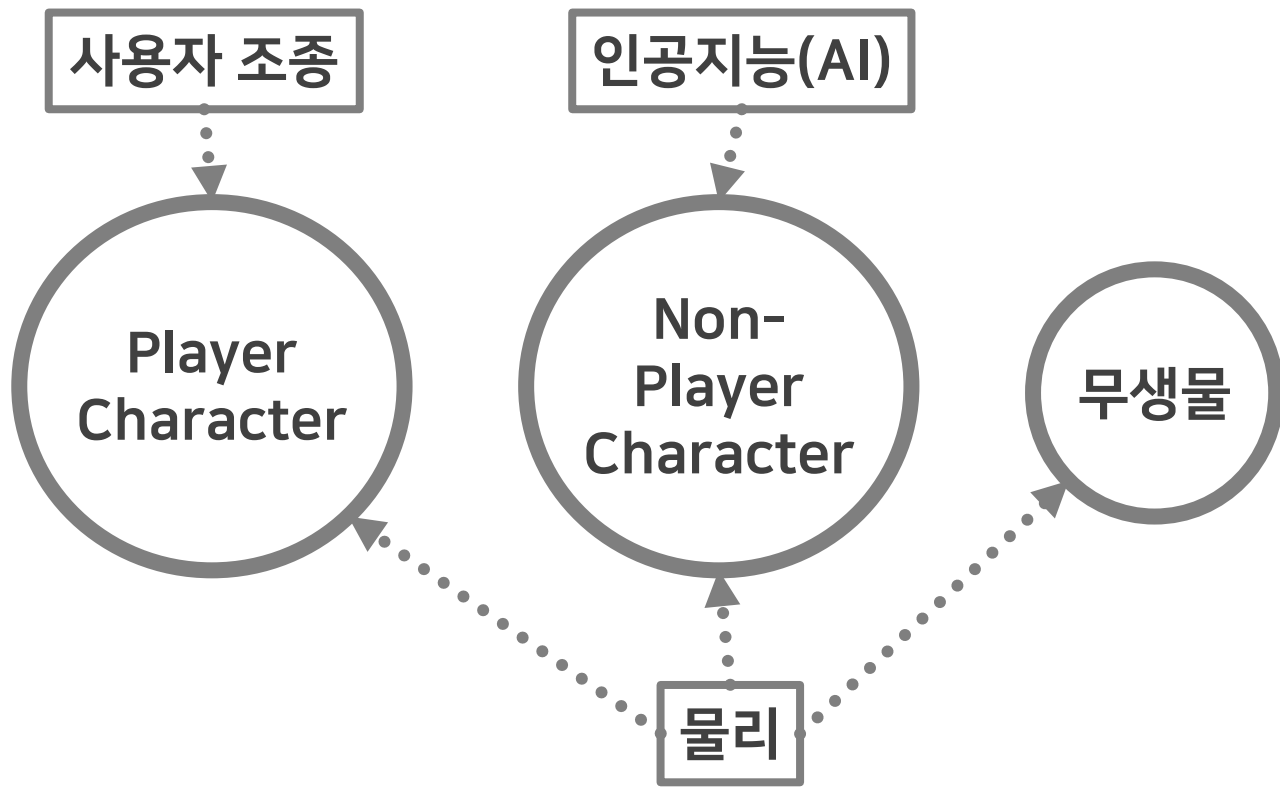 사용자 조종
인공지능(AI)
Player
Character
Non-
Player
Character
무생물
물리